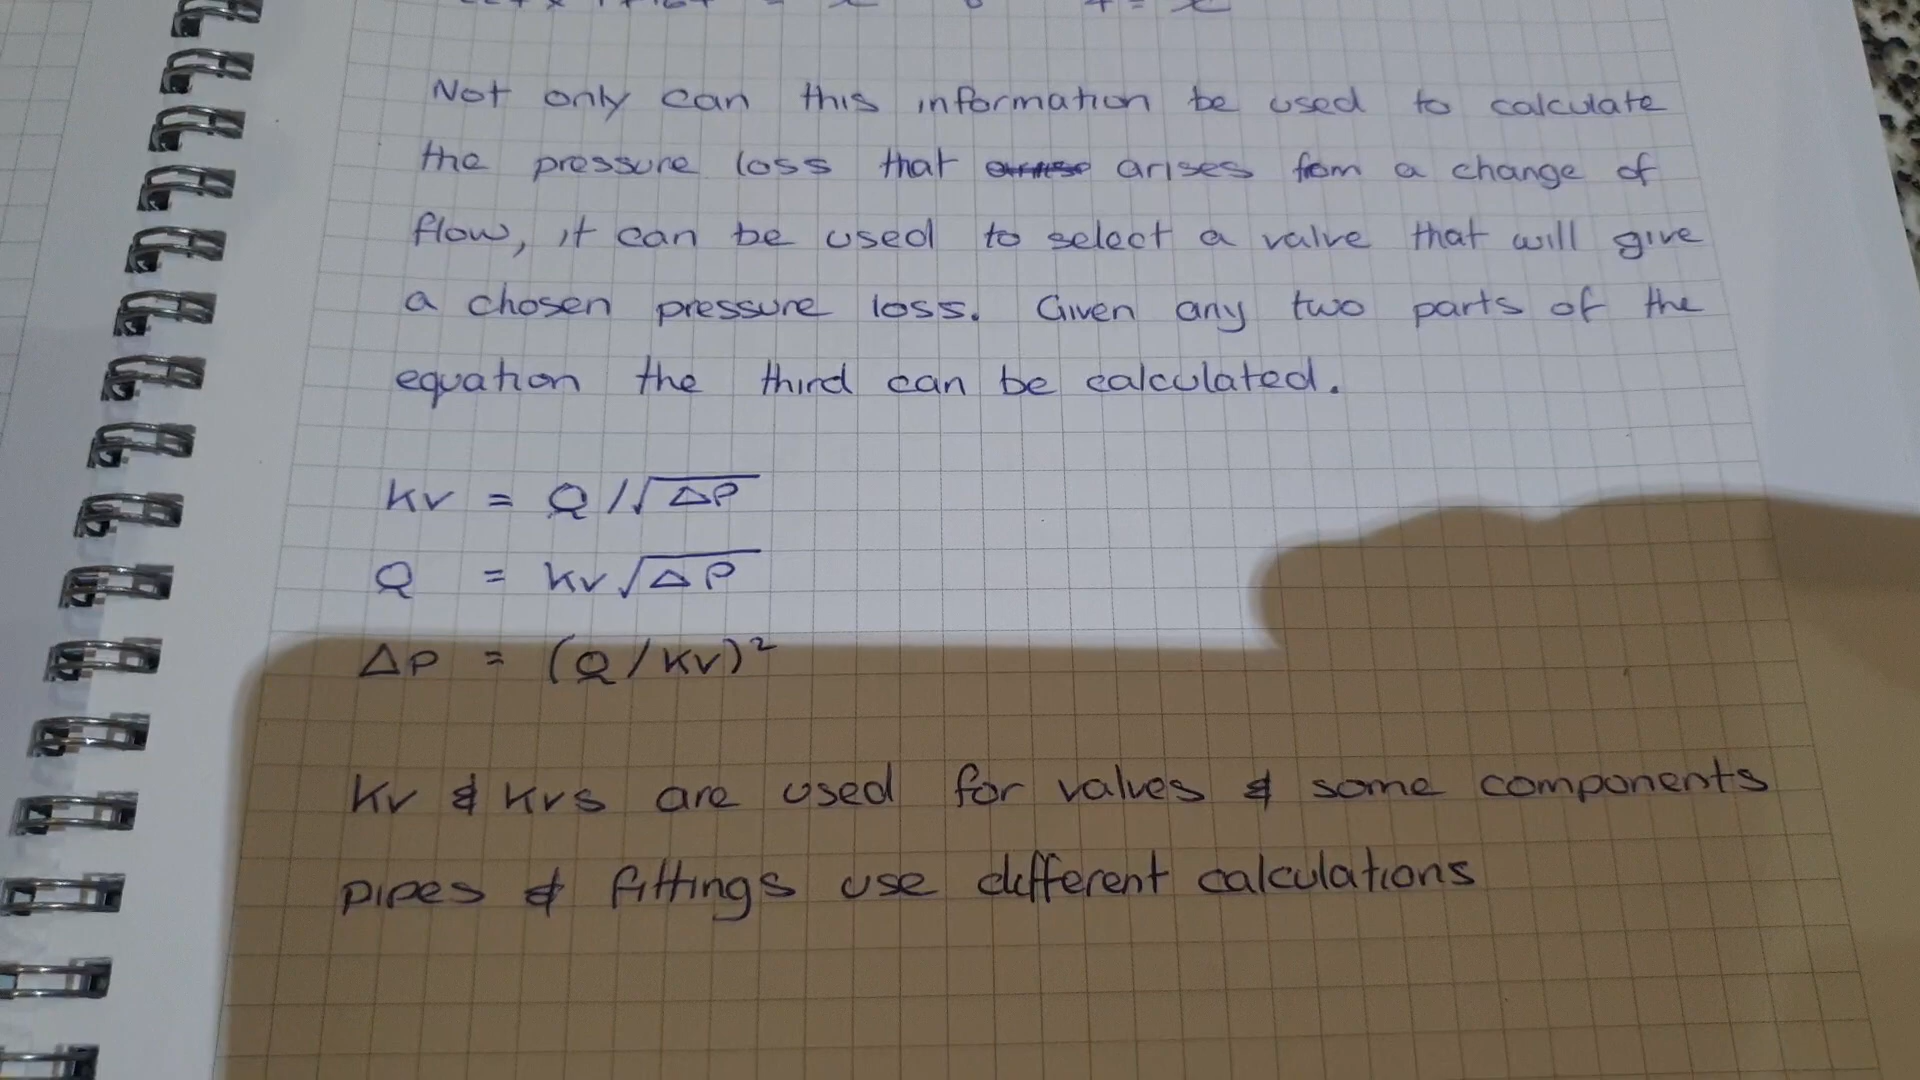 Not only can this information be used to calculate
the pressure loss that arises from a change of
flow, it can be used to select a valve that will give
a chosen pressure loss. Given any two parts of the
equation the third can be calculated.
Kv = Q/√ΔP
Q = Kv√ΔP
ΔP = (Q/Kv)²
Kv & Kvs are used for valves & some components
pipes & fittings use different calculations